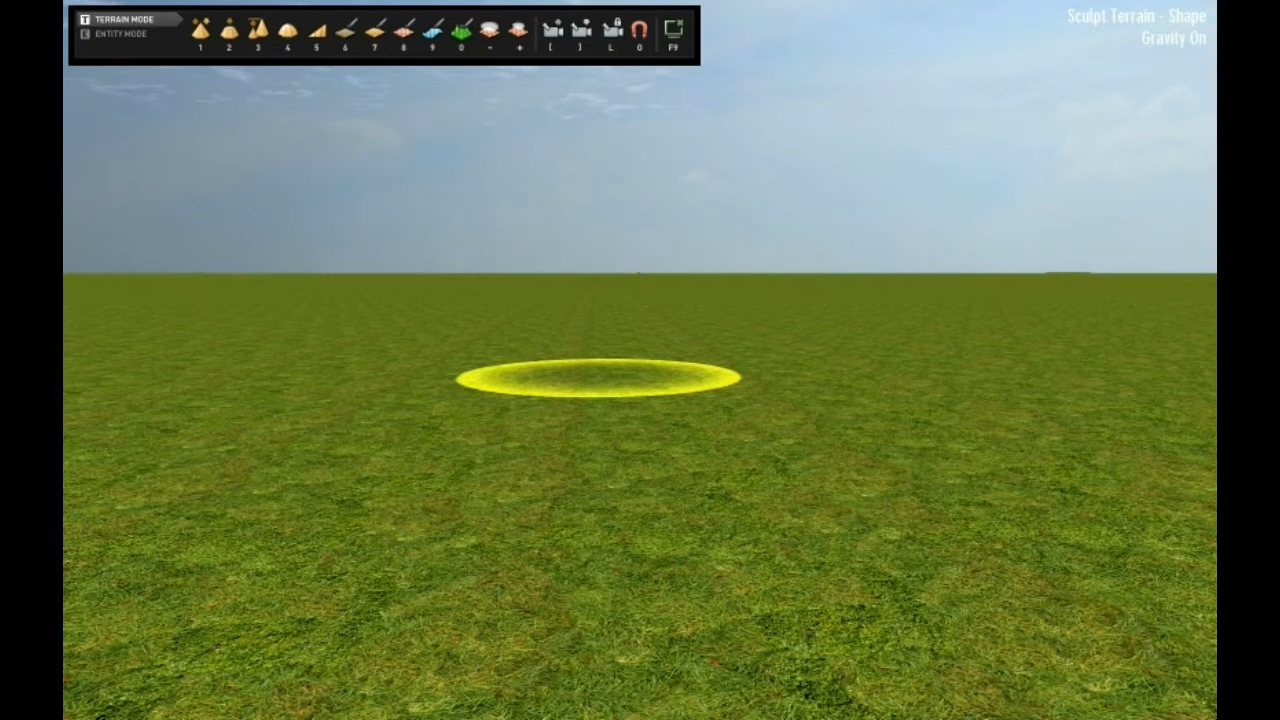 T TERRAIN MODE
E ENTITY MODE
1 2 3 4 5 6 7 8 9 0 - + [ ] L G F9
Sculpt Terrain - Shape
Gravity On